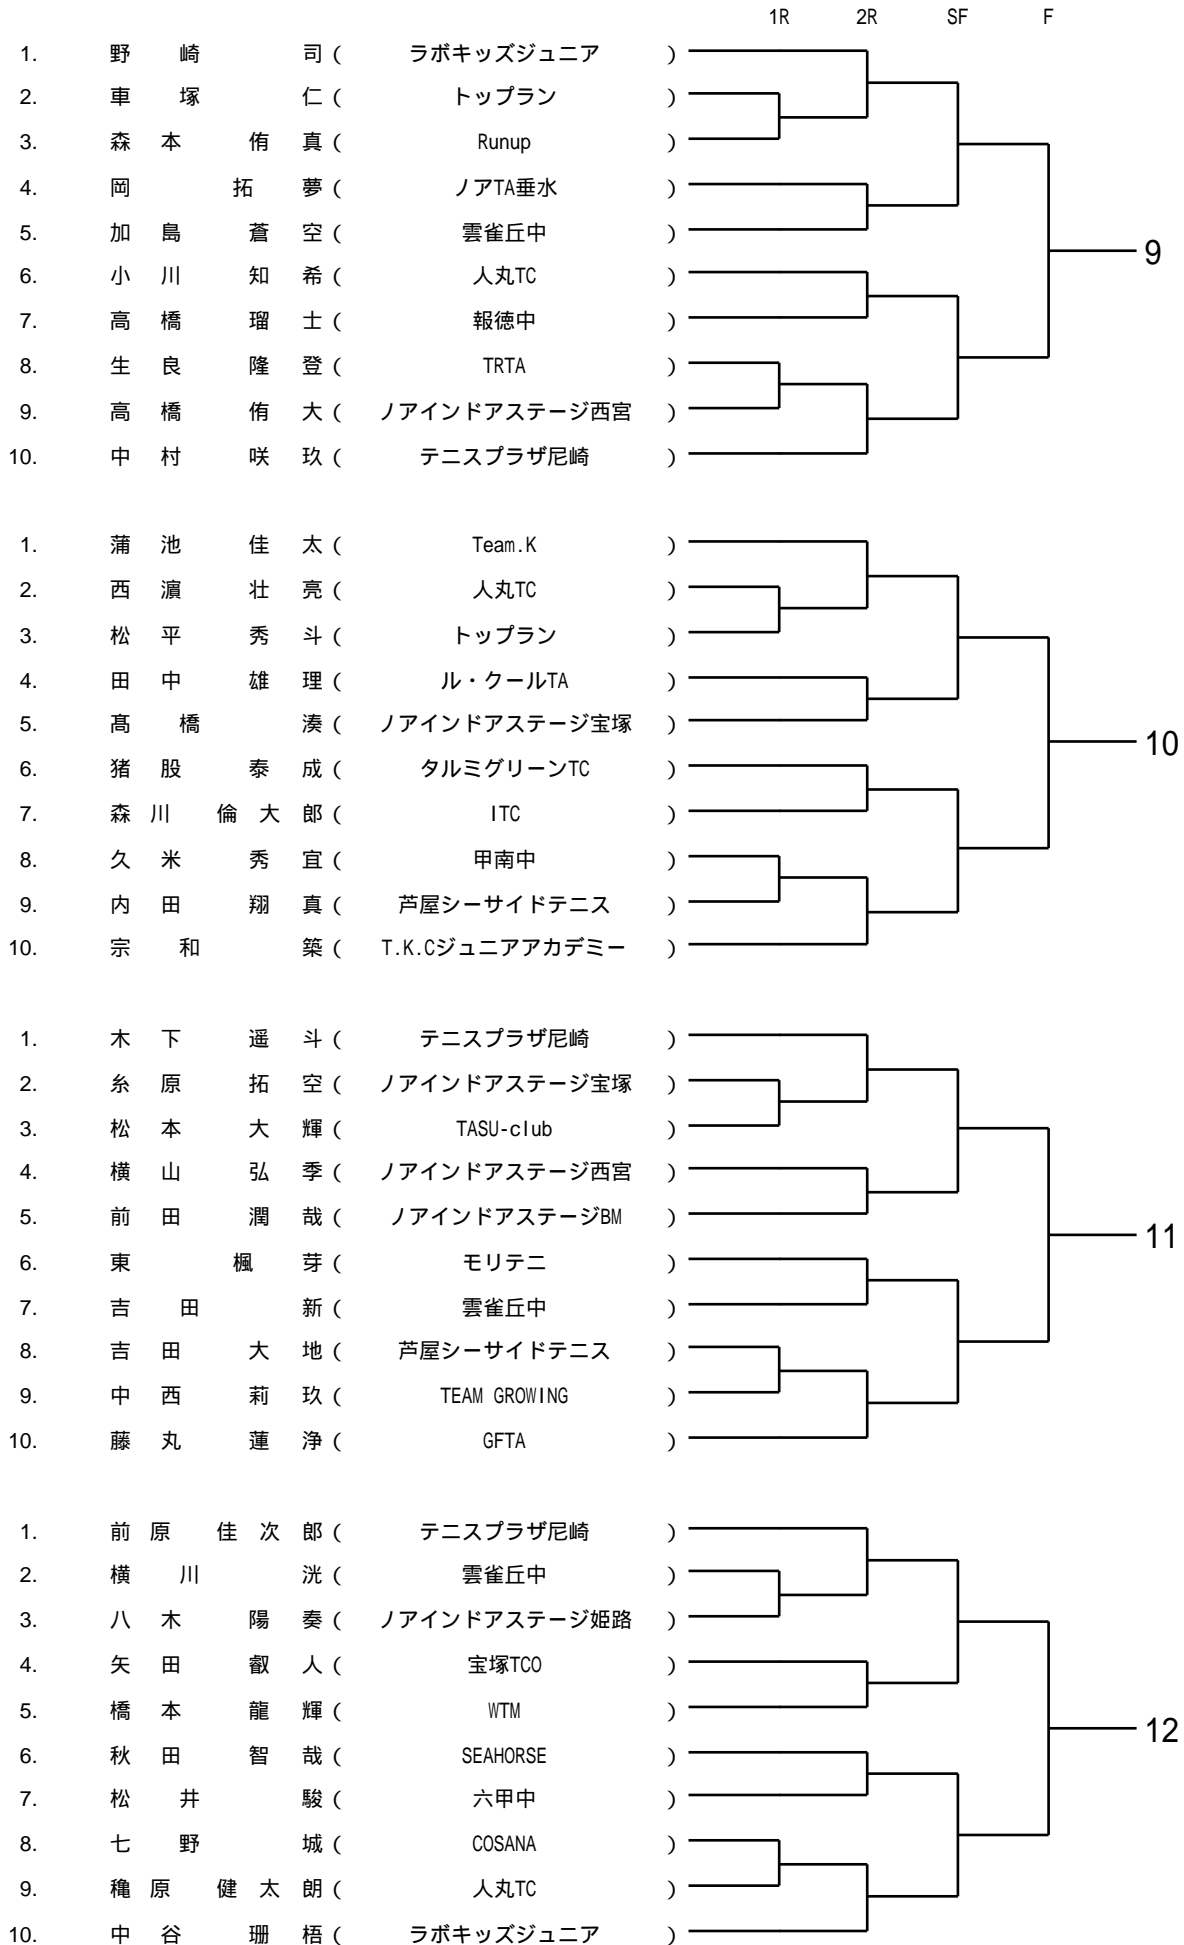 1R 2R SF F
1. 野崎 司 ( ラボキッズジュニア )
2. 車塚 仁 ( トップラン )
3. 森本 侑真 ( Runup )
4. 岡 拓夢 ( ノアTA垂水 )
5. 加島 蒼空 ( 雲雀丘中 )
9
6. 小川 知希 ( 人丸TC )
7. 高橋 瑠士 ( 報徳中 )
8. 生良 隆登 ( TRTA )
9. 高橋 侑大 ( ノアインドアステージ西宮 )
10. 中村 咲玖 ( テニスプラザ尼崎 )
1. 蒲池 佳太 ( Team.K )
2. 西濵 壮亮 ( 人丸TC )
3. 松平 秀斗 ( トップラン )
4. 田中 雄理 ( ル・クールTA )
5. 髙橋 湊 ( ノアインドアステージ宝塚 )
10
6. 猪股 泰成 ( タルミグリーンTC )
7. 森川 倫大郎 ( ITC )
8. 久米 秀宜 ( 甲南中 )
9. 内田 翔真 ( 芦屋シーサイドテニス )
10. 宗和 築 ( T.K.Cジュニアアカデミー )
1. 木下 遥斗 ( テニスプラザ尼崎 )
2. 糸原 拓空 ( ノアインドアステージ宝塚 )
3. 松本 大輝 ( TASU-club )
4. 横山 弘季 ( ノアインドアステージ西宮 )
5. 前田 潤哉 ( ノアインドアステージBM )
11
6. 東 楓芽 ( モリテニ )
7. 吉田 新 ( 雲雀丘中 )
8. 吉田 大地 ( 芦屋シーサイドテニス )
9. 中西 莉玖 ( TEAM GROWING )
10. 藤丸 蓮浄 ( GFTA )
1. 前原 佳次郎 ( テニスプラザ尼崎 )
2. 横川 洸 ( 雲雀丘中 )
3. 八木 陽奏 ( ノアインドアステージ姫路 )
4. 矢田 叡人 ( 宝塚TCO )
5. 橋本 龍輝 ( WTM )
12
6. 秋田 智哉 ( SEAHORSE )
7. 松井 駿 ( 六甲中 )
8. 七野 城 ( COSANA )
9. 穐原 健太朗 ( 人丸TC )
10. 中谷 珊梧 ( ラボキッズジュニア )